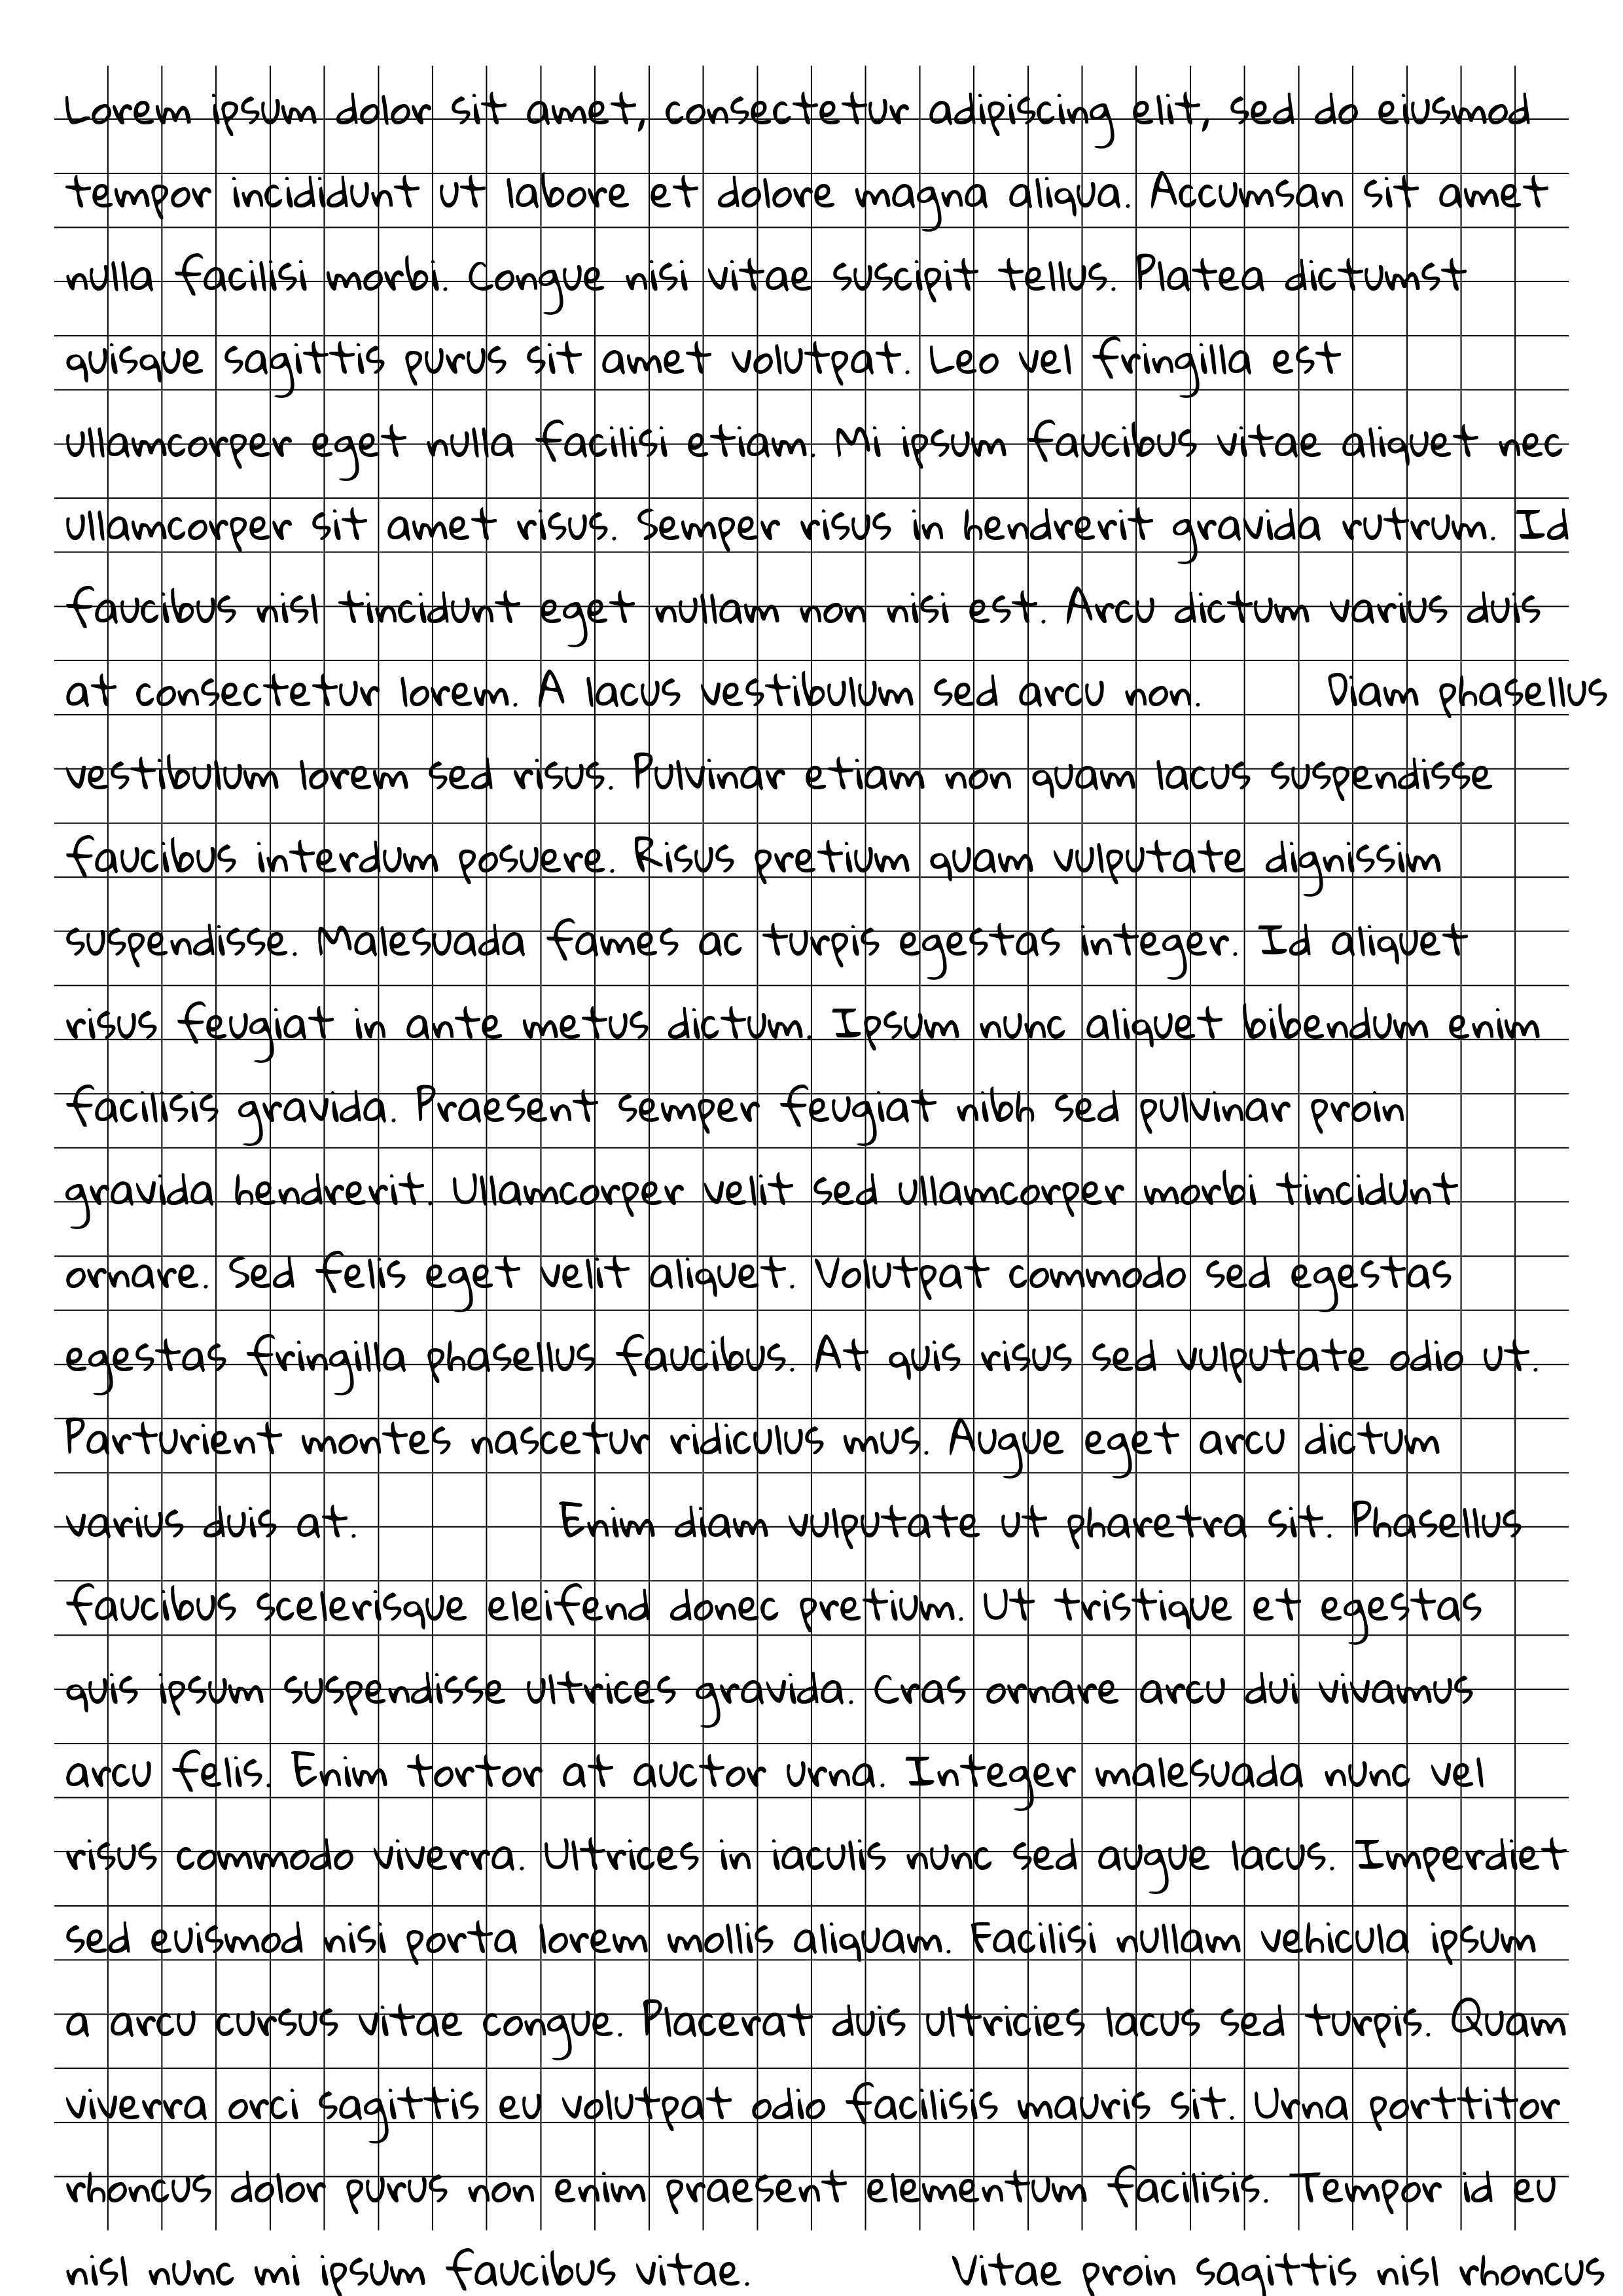 Lorem ipsum dolor sit amet, consectetur adipiscing elit, sed do eiusmod
tempor incididunt ut labore et dolore magna aliqua. Accumsan sit amet
nulla facilisi morbi. Congue nisi vitae suscipit tellus. Platea dictumst
quisque sagittis purus sit amet volutpat. Leo vel fringilla est
ullamcorper eget nulla facilisi etiam. Mi ipsum faucibus vitae aliquet nec
ullamcorper sit amet risus. Semper risus in hendrerit gravida rutrum. Id
faucibus nisl tincidunt eget nullam non nisi est. Arcu dictum varius duis
at consectetur lorem. A lacus vestibulum sed arcu non. Diam phasellus
vestibulum lorem sed risus. Pulvinar etiam non quam lacus suspendisse
faucibus interdum posuere. Risus pretium quam vulputate dignissim
suspendisse. Malesuada fames ac turpis egestas integer. Id aliquet
risus feugiat in ante metus dictum. Ipsum nunc aliquet bibendum enim
facilisis gravida. Praesent semper feugiat nibh sed pulvinar proin
gravida hendrerit. Ullamcorper velit sed ullamcorper morbi tincidunt
ornare. Sed felis eget velit aliquet. Volutpat commodo sed egestas
egestas fringilla phasellus faucibus. At quis risus sed vulputate odio ut.
Parturient montes nascetur ridiculus mus. Augue eget arcu dictum
varius duis at. Enim diam vulputate ut pharetra sit. Phasellus
faucibus scelerisque eleifend donec pretium. Ut tristique et egestas
quis ipsum suspendisse ultrices gravida. Cras ornare arcu dui vivamus
arcu felis. Enim tortor at auctor urna. Integer malesuada nunc vel
risus commodo viverra. Ultrices in iaculis nunc sed augue lacus. Imperdiet
sed euismod nisi porta lorem mollis aliquam. Facilisi nullam vehicula ipsum
a arcu cursus vitae congue. Placerat duis ultricies lacus sed turpis. Quam
viverra orci sagittis eu volutpat odio facilisis mauris sit. Urna porttitor
rhoncus dolor purus non enim praesent elementum facilisis. Tempor id eu
nisl nunc mi ipsum faucibus vitae. Vitae proin sagittis nisl rhoncus